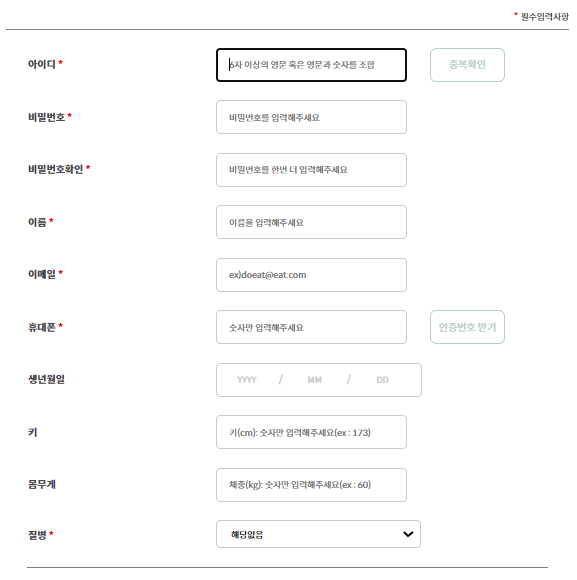 * 필수입력사항
아이디 * 6자 이상의 영문 혹은 영문과 숫자를 조합 중복확인
비밀번호 * 비밀번호를 입력해주세요
비밀번호확인 * 비밀번호를 한번 더 입력해주세요
이름 * 이름을 입력해주세요
이메일 * ex)doeat@eat.com
휴대폰 * 숫자만 입력해주세요 인증번호 받기
생년월일 YYYY / MM / DD
키 키(cm): 숫자만 입력해주세요(ex : 173)
몸무게 체중(kg): 숫자만 입력해주세요(ex : 60)
질병 * 해당없음